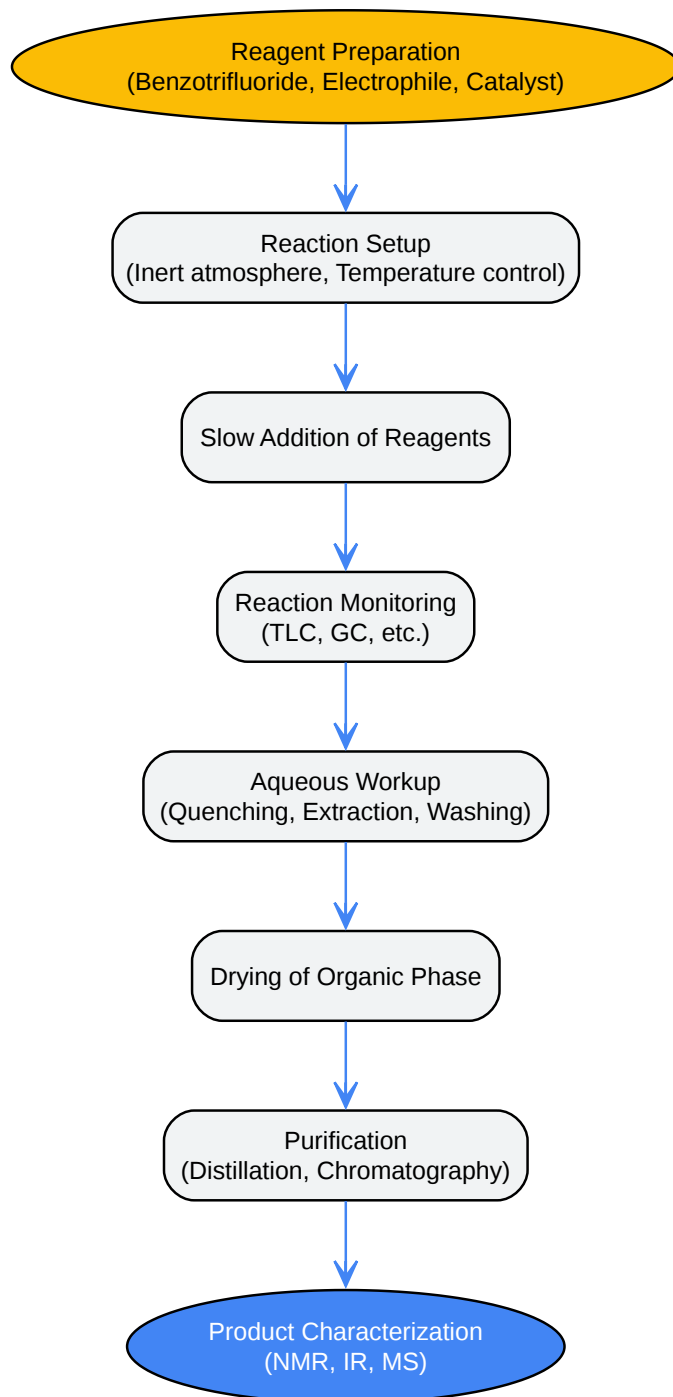 Reagent Preparation
(Benzotrifluoride, Electrophile, Catalyst)
Reaction Setup
(Inert atmosphere, Temperature control)
Slow Addition of Reagents
Reaction Monitoring
(TLC, GC, etc.)
Aqueous Workup
(Quenching, Extraction, Washing)
Drying of Organic Phase
Purification
(Distillation, Chromatography)
Product Characterization
(NMR, IR, MS)